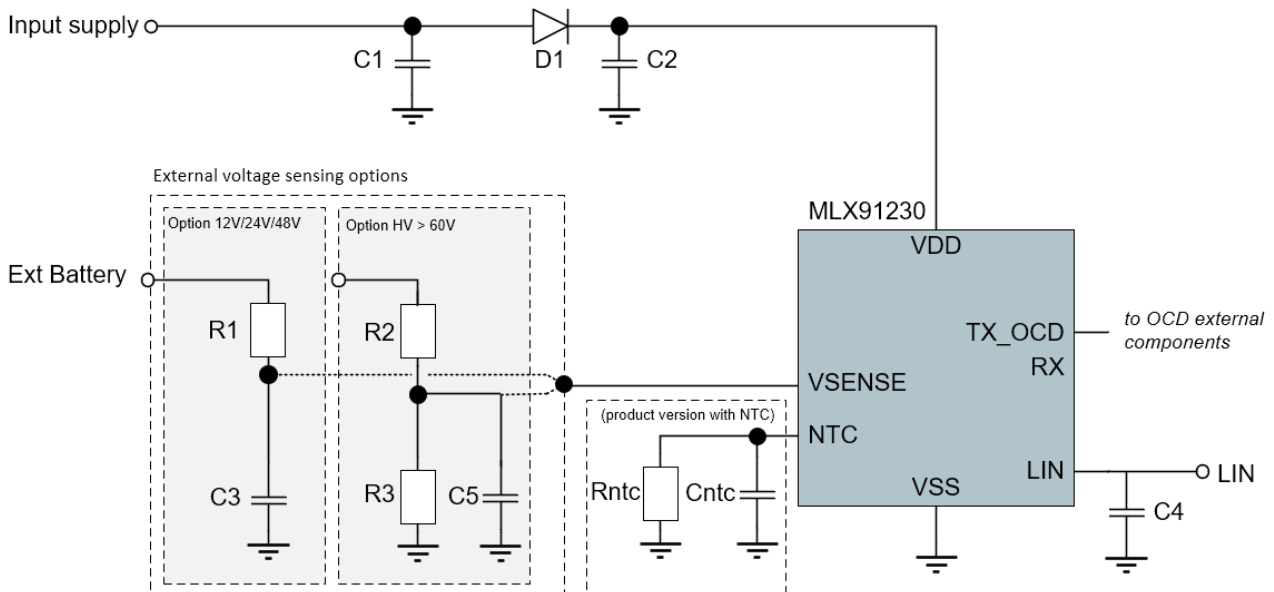 Input supply
C1
D1
C2
External voltage sensing options
Option 12V/24V/48V
Option HV > 60V
MLX91230
VDD
Ext Battery
R1
R2
TX_OCD
to OCD external
components
RX
VSENSE
(product version with NTC)
NTC
C3
R3
C5
Rntc
Cntc
VSS
LIN
LIN
C4